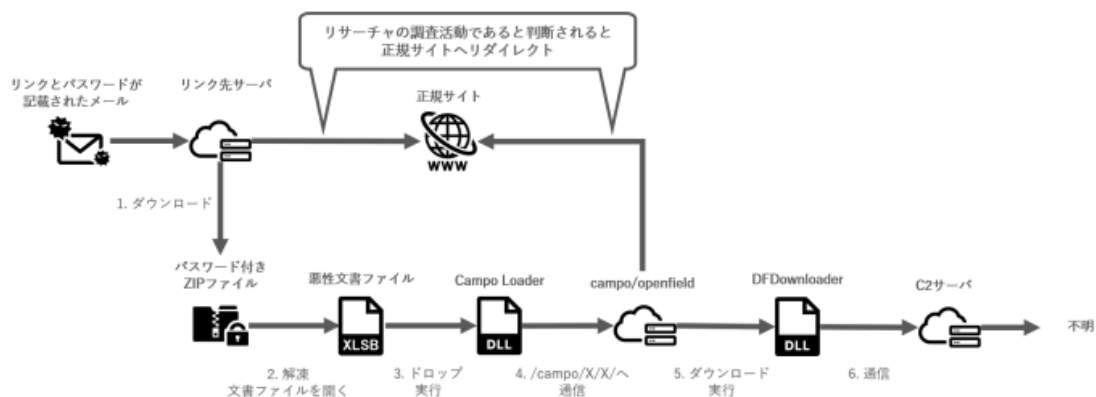 リサーチャの調査活動であると判断されると
正規サイトへリダイレクト
リンクとパスワードが
記載されたメール
リンク先サーバ
正規サイト
WWW
1. ダウンロード
パスワード付き
ZIPファイル
悪性文書ファイル
Campo Loader
campo/openfield
DFDownloader
C2サーバ
XLSB
DLL
DLL
不明
2. 解凍
文書ファイルを開く
3. ドロップ
実行
4. /campo/X/X/へ
通信
5. ダウンロード
実行
6. 通信